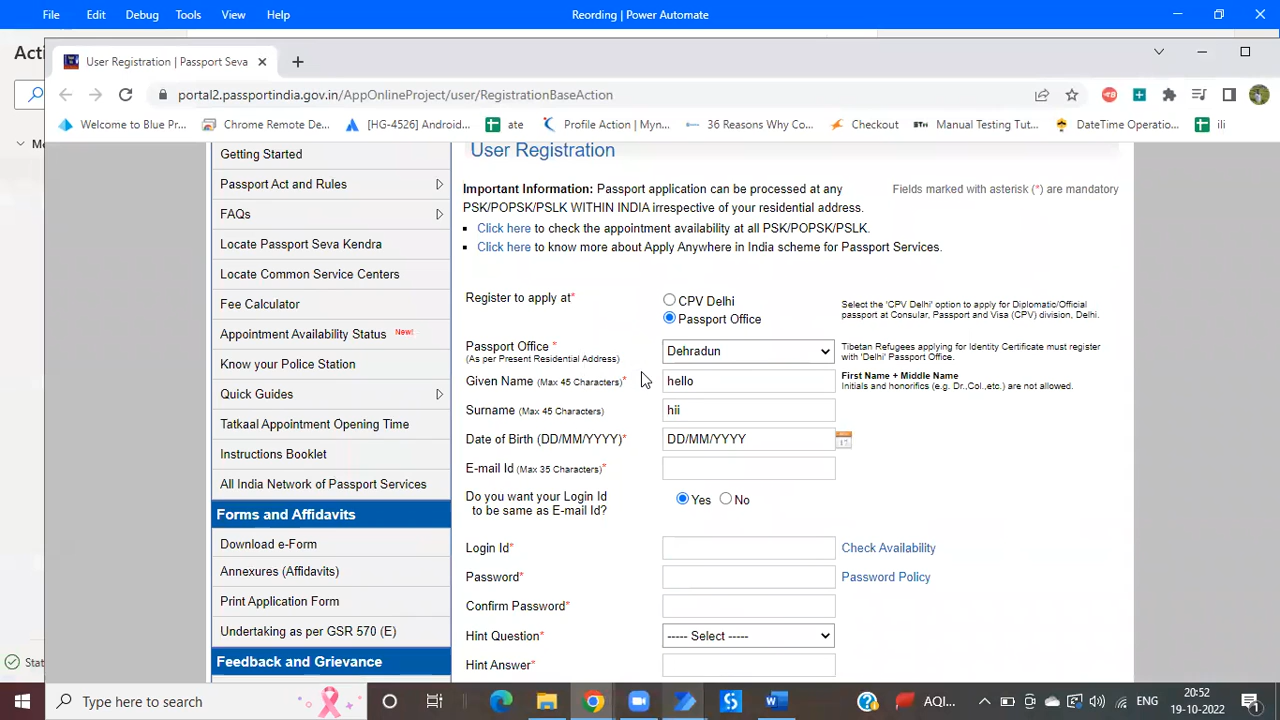 File Edit Debug Tools View Help Reording | Power Automate
Acti
User Registration | Passport Seva
portal2.passportindia.gov.in/AppOnlineProject/user/RegistrationBaseAction
Welcome to Blue Pr... Chrome Remote De... [HG-4526] Android... ate Profile Action | Myn... 36 Reasons Why Co... Checkout Manual Testing Tut... DateTime Operatio... ili
Me
Getting Started
Passport Act and Rules
FAQs
Locate Passport Seva Kendra
Locate Common Service Centers
Fee Calculator
Appointment Availability Status New!
Know your Police Station
Quick Guides
Tatkaal Appointment Opening Time
Instructions Booklet
All India Network of Passport Services
Forms and Affidavits
Download e-Form
Annexures (Affidavits)
Print Application Form
Undertaking as per GSR 570 (E)
Feedback and Grievance
User Registration
Important Information: Passport application can be processed at any
PSK/POPSK/PSLK WITHIN INDIA irrespective of your residential address.
Fields marked with asterisk (*) are mandatory
Click here to check the appointment availability at all PSK/POPSK/PSLK.
Click here to know more about Apply Anywhere in India scheme for Passport Services.
Register to apply at*
CPV Delhi
Passport Office
Select the 'CPV Delhi' option to apply for Diplomatic/Official
passport at Consular, Passport and Visa (CPV) division, Delhi.
Passport Office *
(As per Present Residential Address)
Dehradun
Tibetan Refugees applying for Identity Certificate must register
with 'Delhi' Passport Office.
Given Name (Max 45 Characters)*
hello
First Name + Middle Name
Initials and honorifics (e.g. Dr.,Col.,etc.) are not allowed.
Surname (Max 45 Characters)
hii
Date of Birth (DD/MM/YYYY)*
DD/MM/YYYY
E-mail Id (Max 35 Characters)*
Do you want your Login Id
to be same as E-mail Id?
Yes No
Login Id*
Check Availability
Password*
Password Policy
Confirm Password*
Hint Question*
----- Select -----
Hint Answer*
Stat
Type here to search
AQI...
ENG
20:52
19-10-2022
1